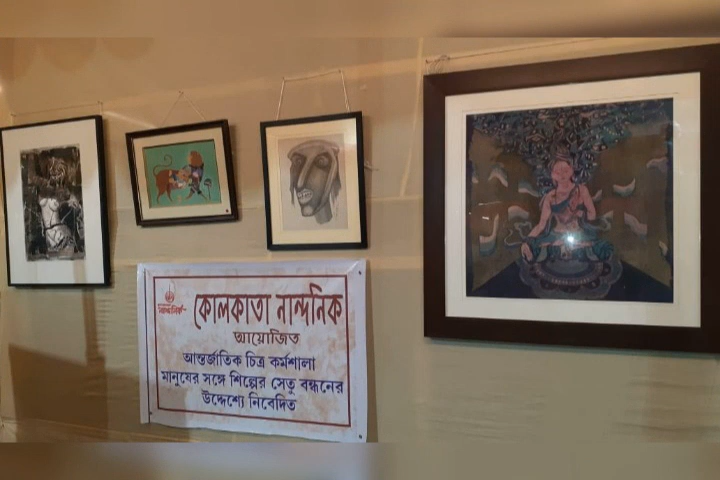 কোলকাতা নান্দনিক
আয়োজিত
আন্তর্জাতিক চিত্র কর্মশালা
মানুষের সঙ্গে শিল্পের সেতু বন্ধনের
উদ্দেশ্যে নিবেদিত